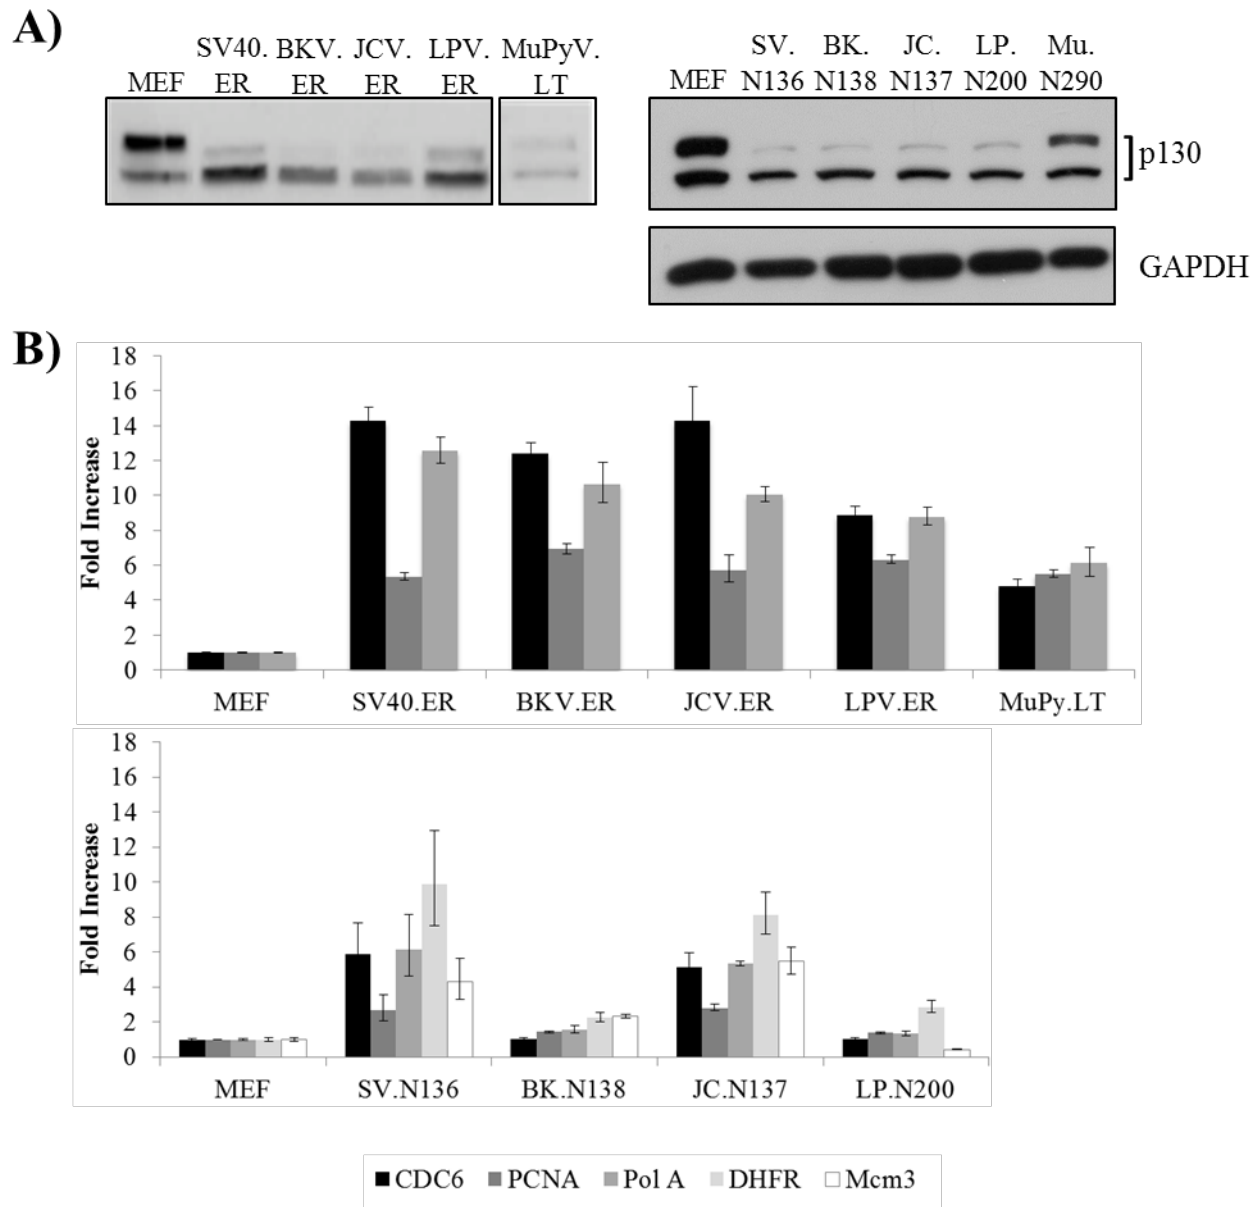 A)
SV40. BKV. JCV. LPV. MuPyV.
MEF ER ER ER ER LT
SV. BK. JC. LP. Mu.
MEF N136 N138 N137 N200 N290
p130
GAPDH
B)
Fold Increase
18
16
14
12
10
8
6
4
2
0
MEF SV40.ER BKV.ER JCV.ER LPV.ER MuPy.LT
Fold Increase
18
16
14
12
10
8
6
4
2
0
MEF SV.N136 BK.N138 JC.N137 LP.N200
CDC6 PCNA Pol A DHFR Mcm3